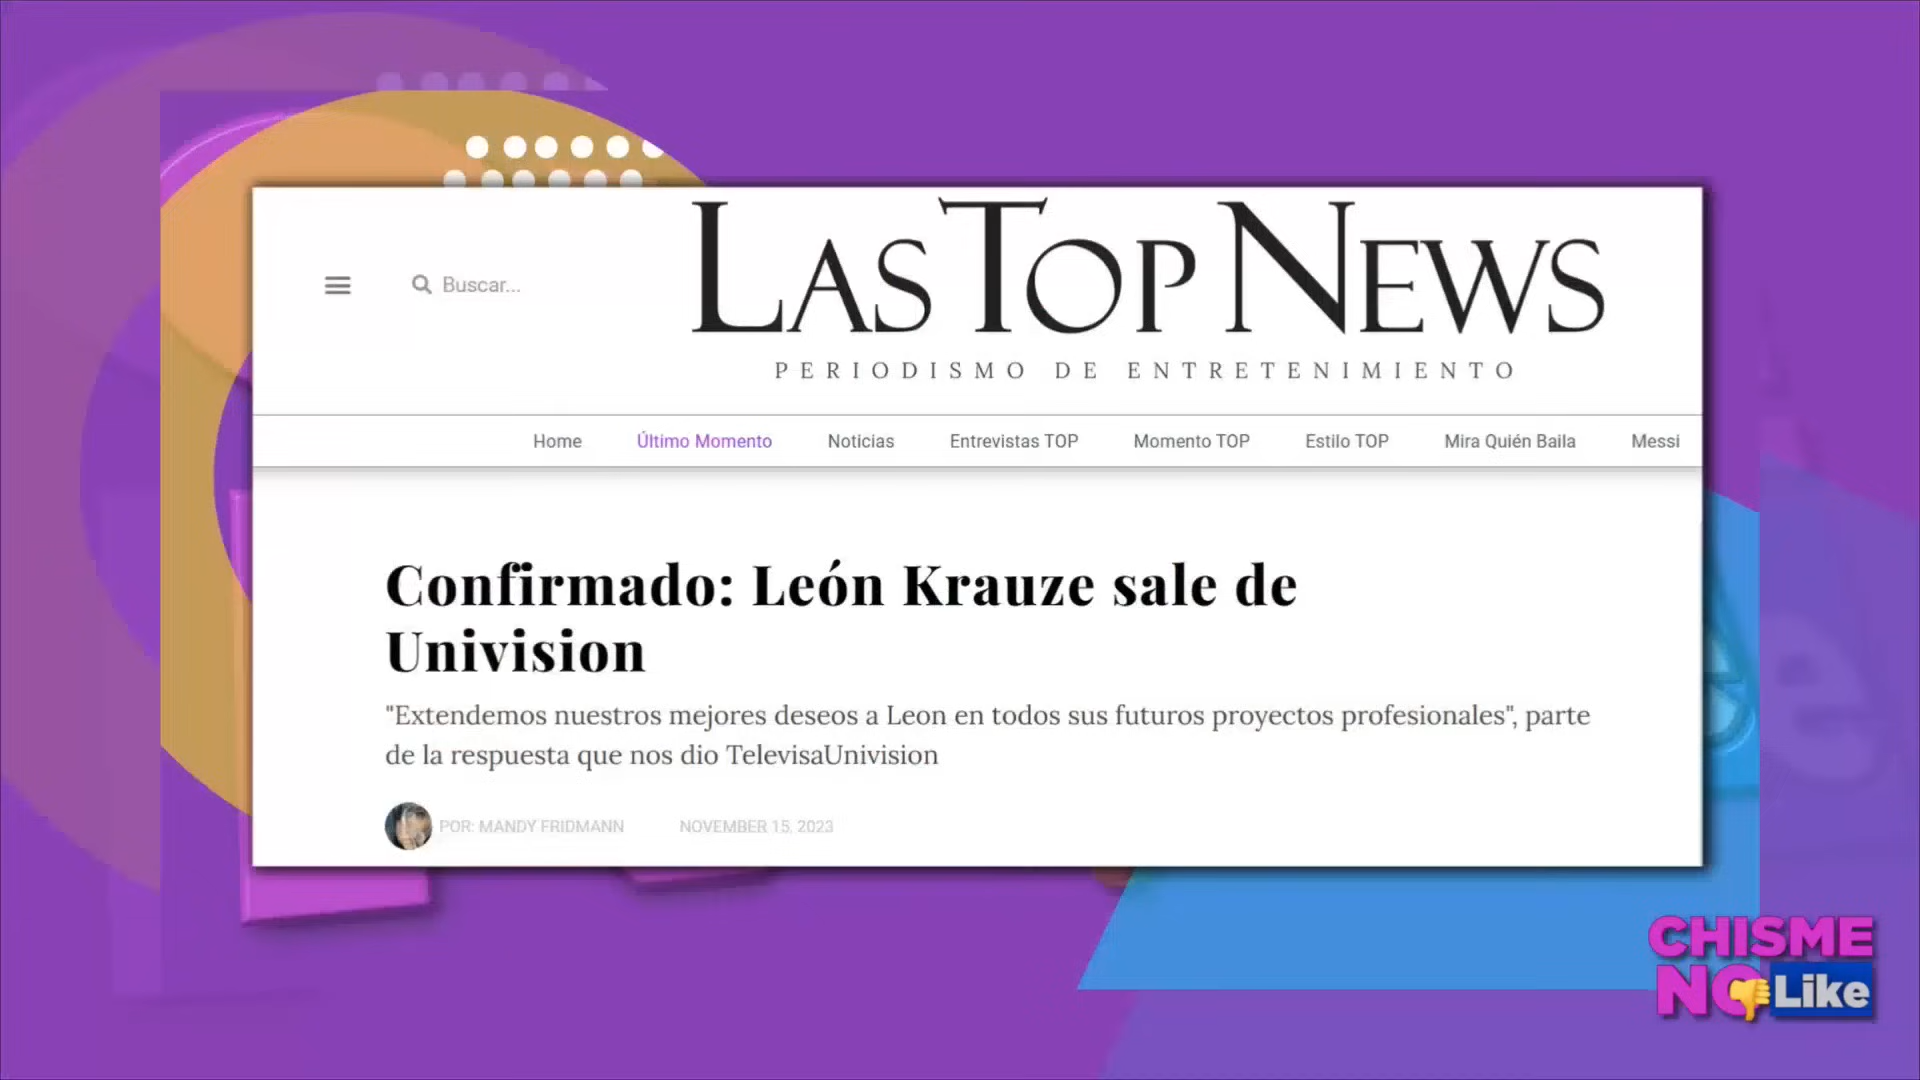 Buscar...
LAS TOP NEWS
PERIODISMO DE ENTRETENIMIENTO
Home Último Momento Noticias Entrevistas TOP Momento TOP Estilo TOP Mira Quién Baila Messi
Confirmado: León Krauze sale de
Univision
"Extendemos nuestros mejores deseos a Leon en todos sus futuros proyectos profesionales", parte
de la respuesta que nos dio TelevisaUnivision
POR: MANDY FRIDMANN NOVEMBER 15, 2023
CHISME
NO Like